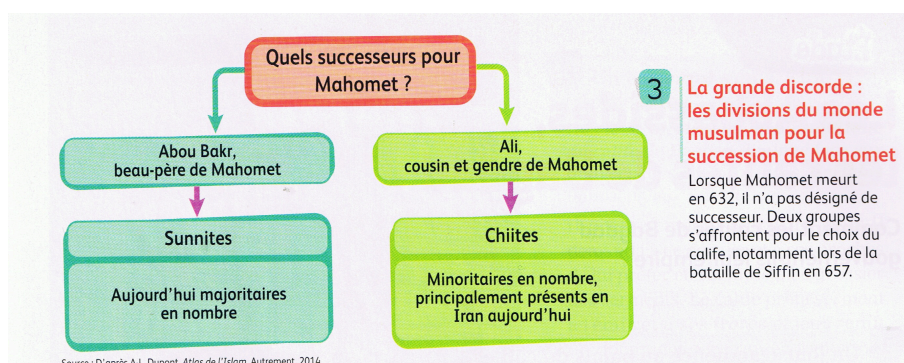 Quels successeurs pour
Mahomet ?
Abou Bakr,
beau-père de Mahomet
Ali,
cousin et gendre de Mahomet
Sunnites
Aujourd'hui majoritaires
en nombre
Chiites
Minoritaires en nombre,
principalement présents en
Iran aujourd'hui
3
La grande discorde :
les divisions du monde
musulman pour la
succession de Mahomet
Lorsque Mahomet meurt
en 632, il n'a pas désigné de
successeur. Deux groupes
s'affrontent pour le choix du
calife, notamment lors de la
bataille de Siffin en 657.
Source : D'après A.L. Dupont, Atlas de l'Islam, Autrement, 2014